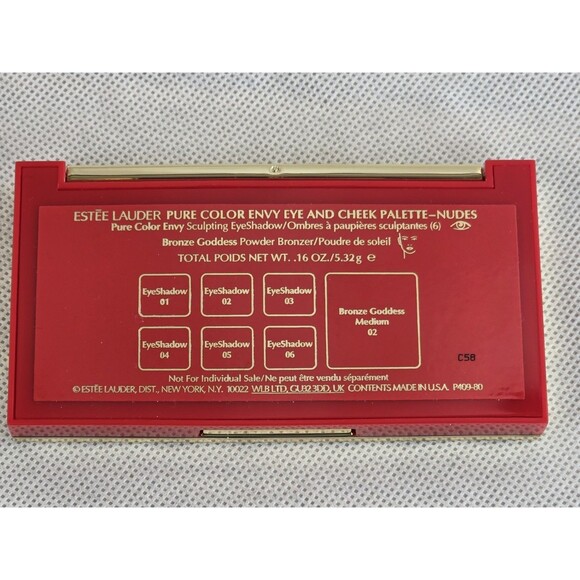 ESTĒE LAUDER PURE COLOR ENVY EYE AND CHEEK PALETTE–NUDES
Pure Color Envy Sculpting EyeShadow/Ombres à paupières sculptantes (6)
Bronze Goddess Powder Bronzer/Poudre de soleil
TOTAL POIDS NET WT. .16 OZ./5.32g ℮
EyeShadow 01
EyeShadow 02
EyeShadow 03
Bronze Goddess
Medium
02
EyeShadow 04
EyeShadow 05
EyeShadow 06
C58
Not For Individual Sale/Ne peut être vendu séparément
©ESTĒE LAUDER, DIST., NEW YORK, N.Y. 10022 WLB LTD, GU32 3DD, UK CONTENTS MADE IN U.S.A. P409-80